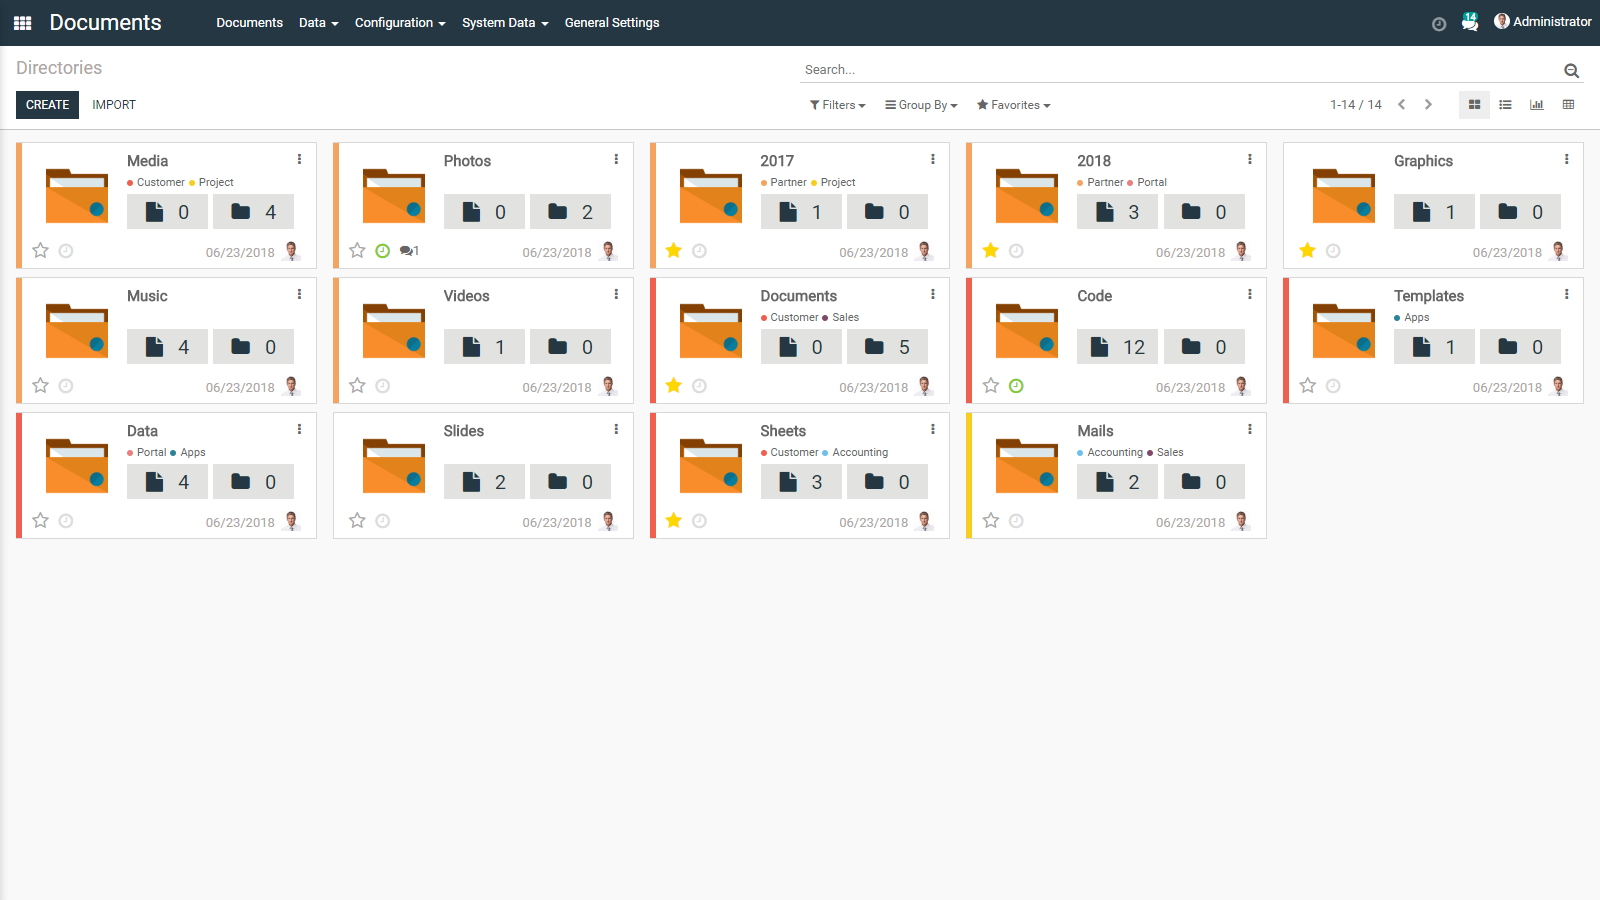 Documents Documents Data Configuration System Data General Settings 14 Administrator
Directories Search...
CREATE IMPORT Filters Group By Favorites 1-14 / 14
Media
Customer Project
0 4
06/23/2018
Photos
0 2
1 06/23/2018
2017
Partner Project
1 0
06/23/2018
2018
Partner Portal
3 0
06/23/2018
Graphics
1 0
06/23/2018
Music
4 0
06/23/2018
Videos
1 0
06/23/2018
Documents
Customer Sales
0 5
06/23/2018
Code
12 0
06/23/2018
Templates
Apps
1 0
06/23/2018
Data
Portal Apps
4 0
06/23/2018
Slides
2 0
06/23/2018
Sheets
Customer Accounting
3 0
06/23/2018
Mails
Accounting Sales
2 0
06/23/2018